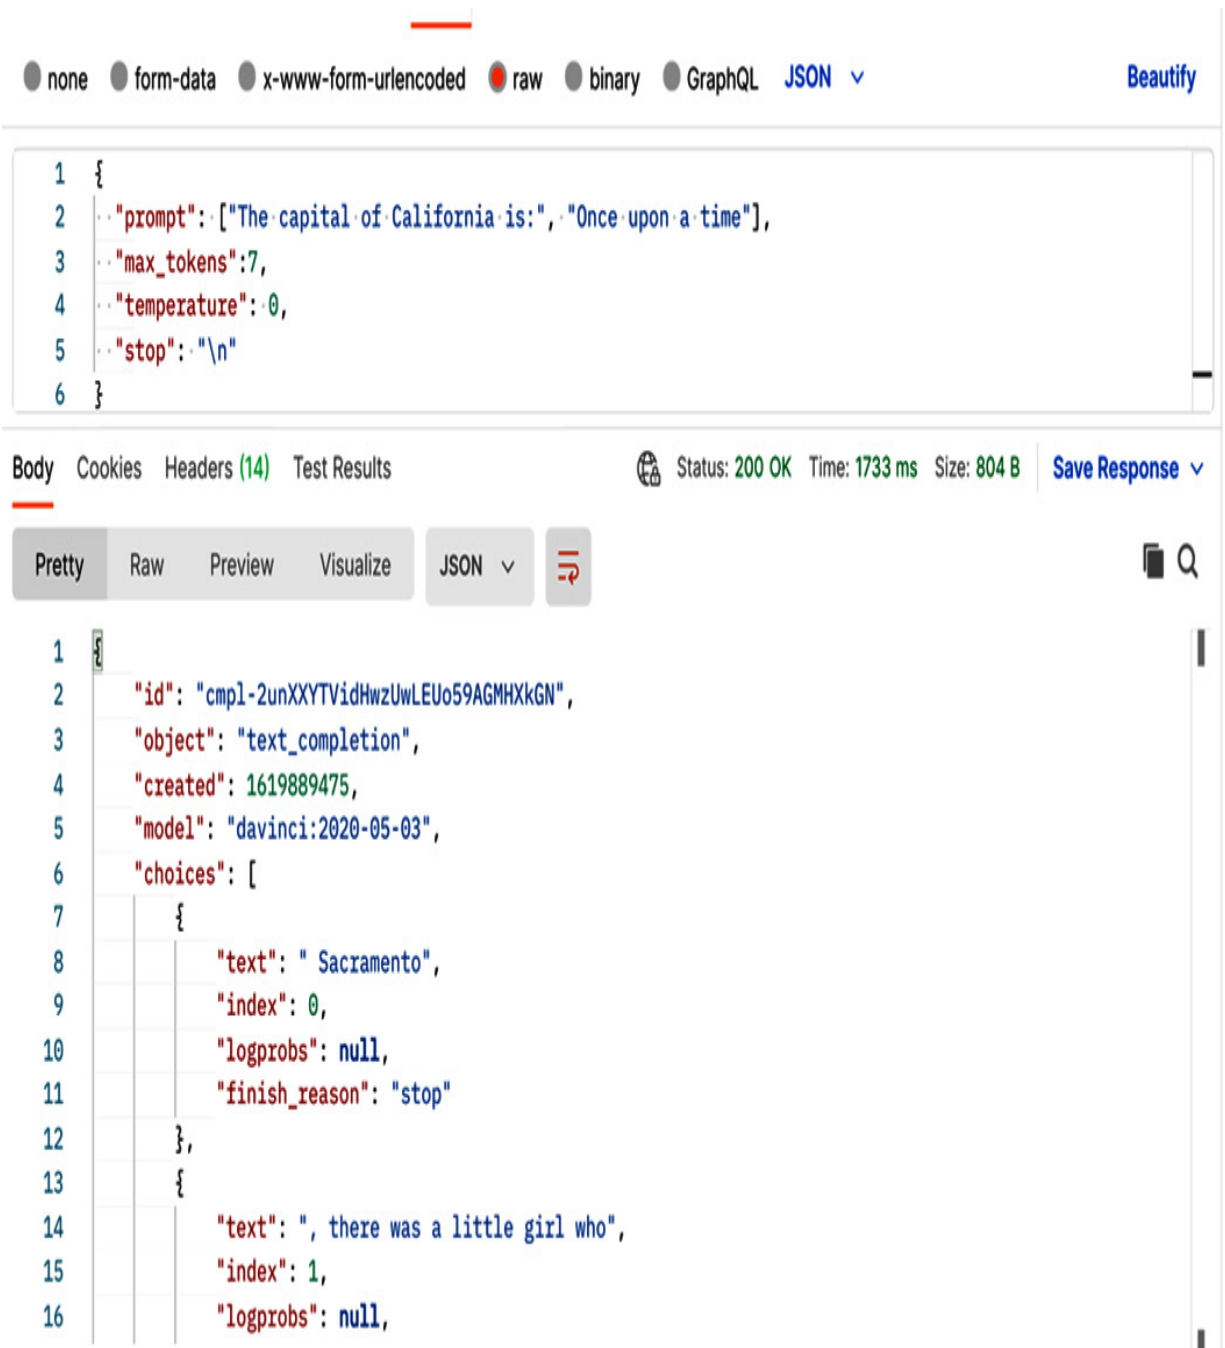 none form-data x-www-form-urlencoded raw binary GraphQL JSON Beautify
1 {
2 "prompt": ["The capital of California is:", "Once upon a time"],
3 "max_tokens":7,
4 "temperature": 0,
5 "stop": "\n"
6 }
Body Cookies Headers (14) Test Results Status: 200 OK Time: 1733 ms Size: 804 B Save Response
Pretty Raw Preview Visualize JSON
1 {
2 "id": "cmpl-2unXXYTVidHwzUwLEUo59AGMHXkGN",
3 "object": "text_completion",
4 "created": 1619889475,
5 "model": "davinci:2020-05-03",
6 "choices": [
7 {
8 "text": " Sacramento",
9 "index": 0,
10 "logprobs": null,
11 "finish_reason": "stop"
12 },
13 {
14 "text": ", there was a little girl who",
15 "index": 1,
16 "logprobs": null,